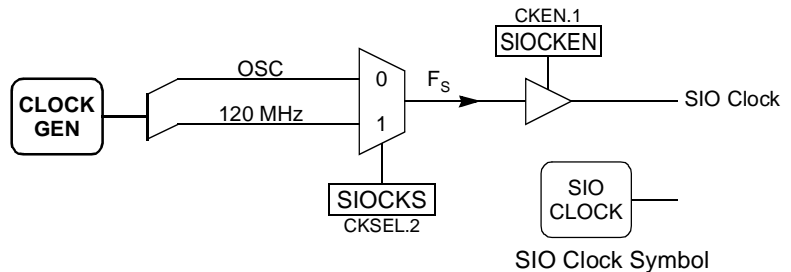 CKEN.1
SIOCKEN
OSC
0
F_S
CLOCK
GEN
120 MHz
1
SIO Clock
SIOCKS
CKSEL.2
SIO
CLOCK
SIO Clock Symbol